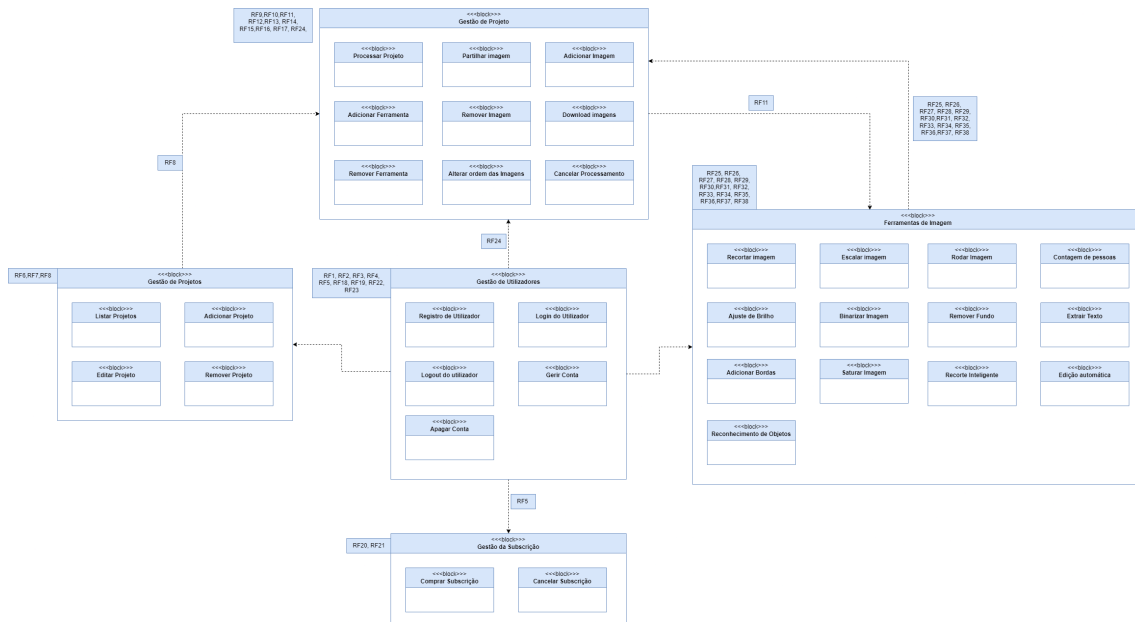 RF9,RF10,RF11,
RF12,RF13, RF14,
RF15,RF16, RF17, RF24,
<<<block>>>
Gestão de Projeto
<<<block>>>
Processar Projeto
<<<block>>>
Partilhar imagem
<<<block>>>
Adicionar Imagem
<<<block>>>
Adicionar Ferramenta
<<<block>>>
Remover Imagem
<<<block>>>
Download imagens
<<<block>>>
Remover Ferramenta
<<<block>>>
Alterar ordem das Imagens
<<<block>>>
Cancelar Processamento
RF8
RF11
RF24
RF25, RF26,
RF27, RF28, RF29,
RF30,RF31, RF32,
RF33, RF34, RF35,
RF36,RF37, RF38
RF25, RF26,
RF27, RF28, RF29,
RF30,RF31, RF32,
RF33, RF34, RF35,
RF36,RF37, RF38
<<<block>>>
Ferramentas de Imagem
<<<block>>>
Recortar imagem
<<<block>>>
Escalar imagem
<<<block>>>
Rodar Imagem
<<<block>>>
Contagem de pessoas
<<<block>>>
Ajuste de Brilho
<<<block>>>
Binarizar Imagem
<<<block>>>
Remover Fundo
<<<block>>>
Extrair Texto
<<<block>>>
Adicionar Bordas
<<<block>>>
Saturar Imagem
<<<block>>>
Recorte Inteligente
<<<block>>>
Edição automática
<<<block>>>
Reconhecimento de Objetos
RF6,RF7,RF8
<<<block>>>
Gestão de Projetos
<<<block>>>
Listar Projetos
<<<block>>>
Adicionar Projeto
<<<block>>>
Editar Projeto
<<<block>>>
Remover Projeto
RF1, RF2, RF3, RF4,
RF5, RF18, RF19, RF22,
RF23
<<<block>>>
Gestão de Utilizadores
<<<block>>>
Registro de Utilizador
<<<block>>>
Login do Utilizador
<<<block>>>
Logout do utilizador
<<<block>>>
Gerir Conta
<<<block>>>
Apagar Conta
RF5
RF20, RF21
<<<block>>>
Gestão da Subscrição
<<<block>>>
Comprar Subscrição
<<<block>>>
Cancelar Subscrição